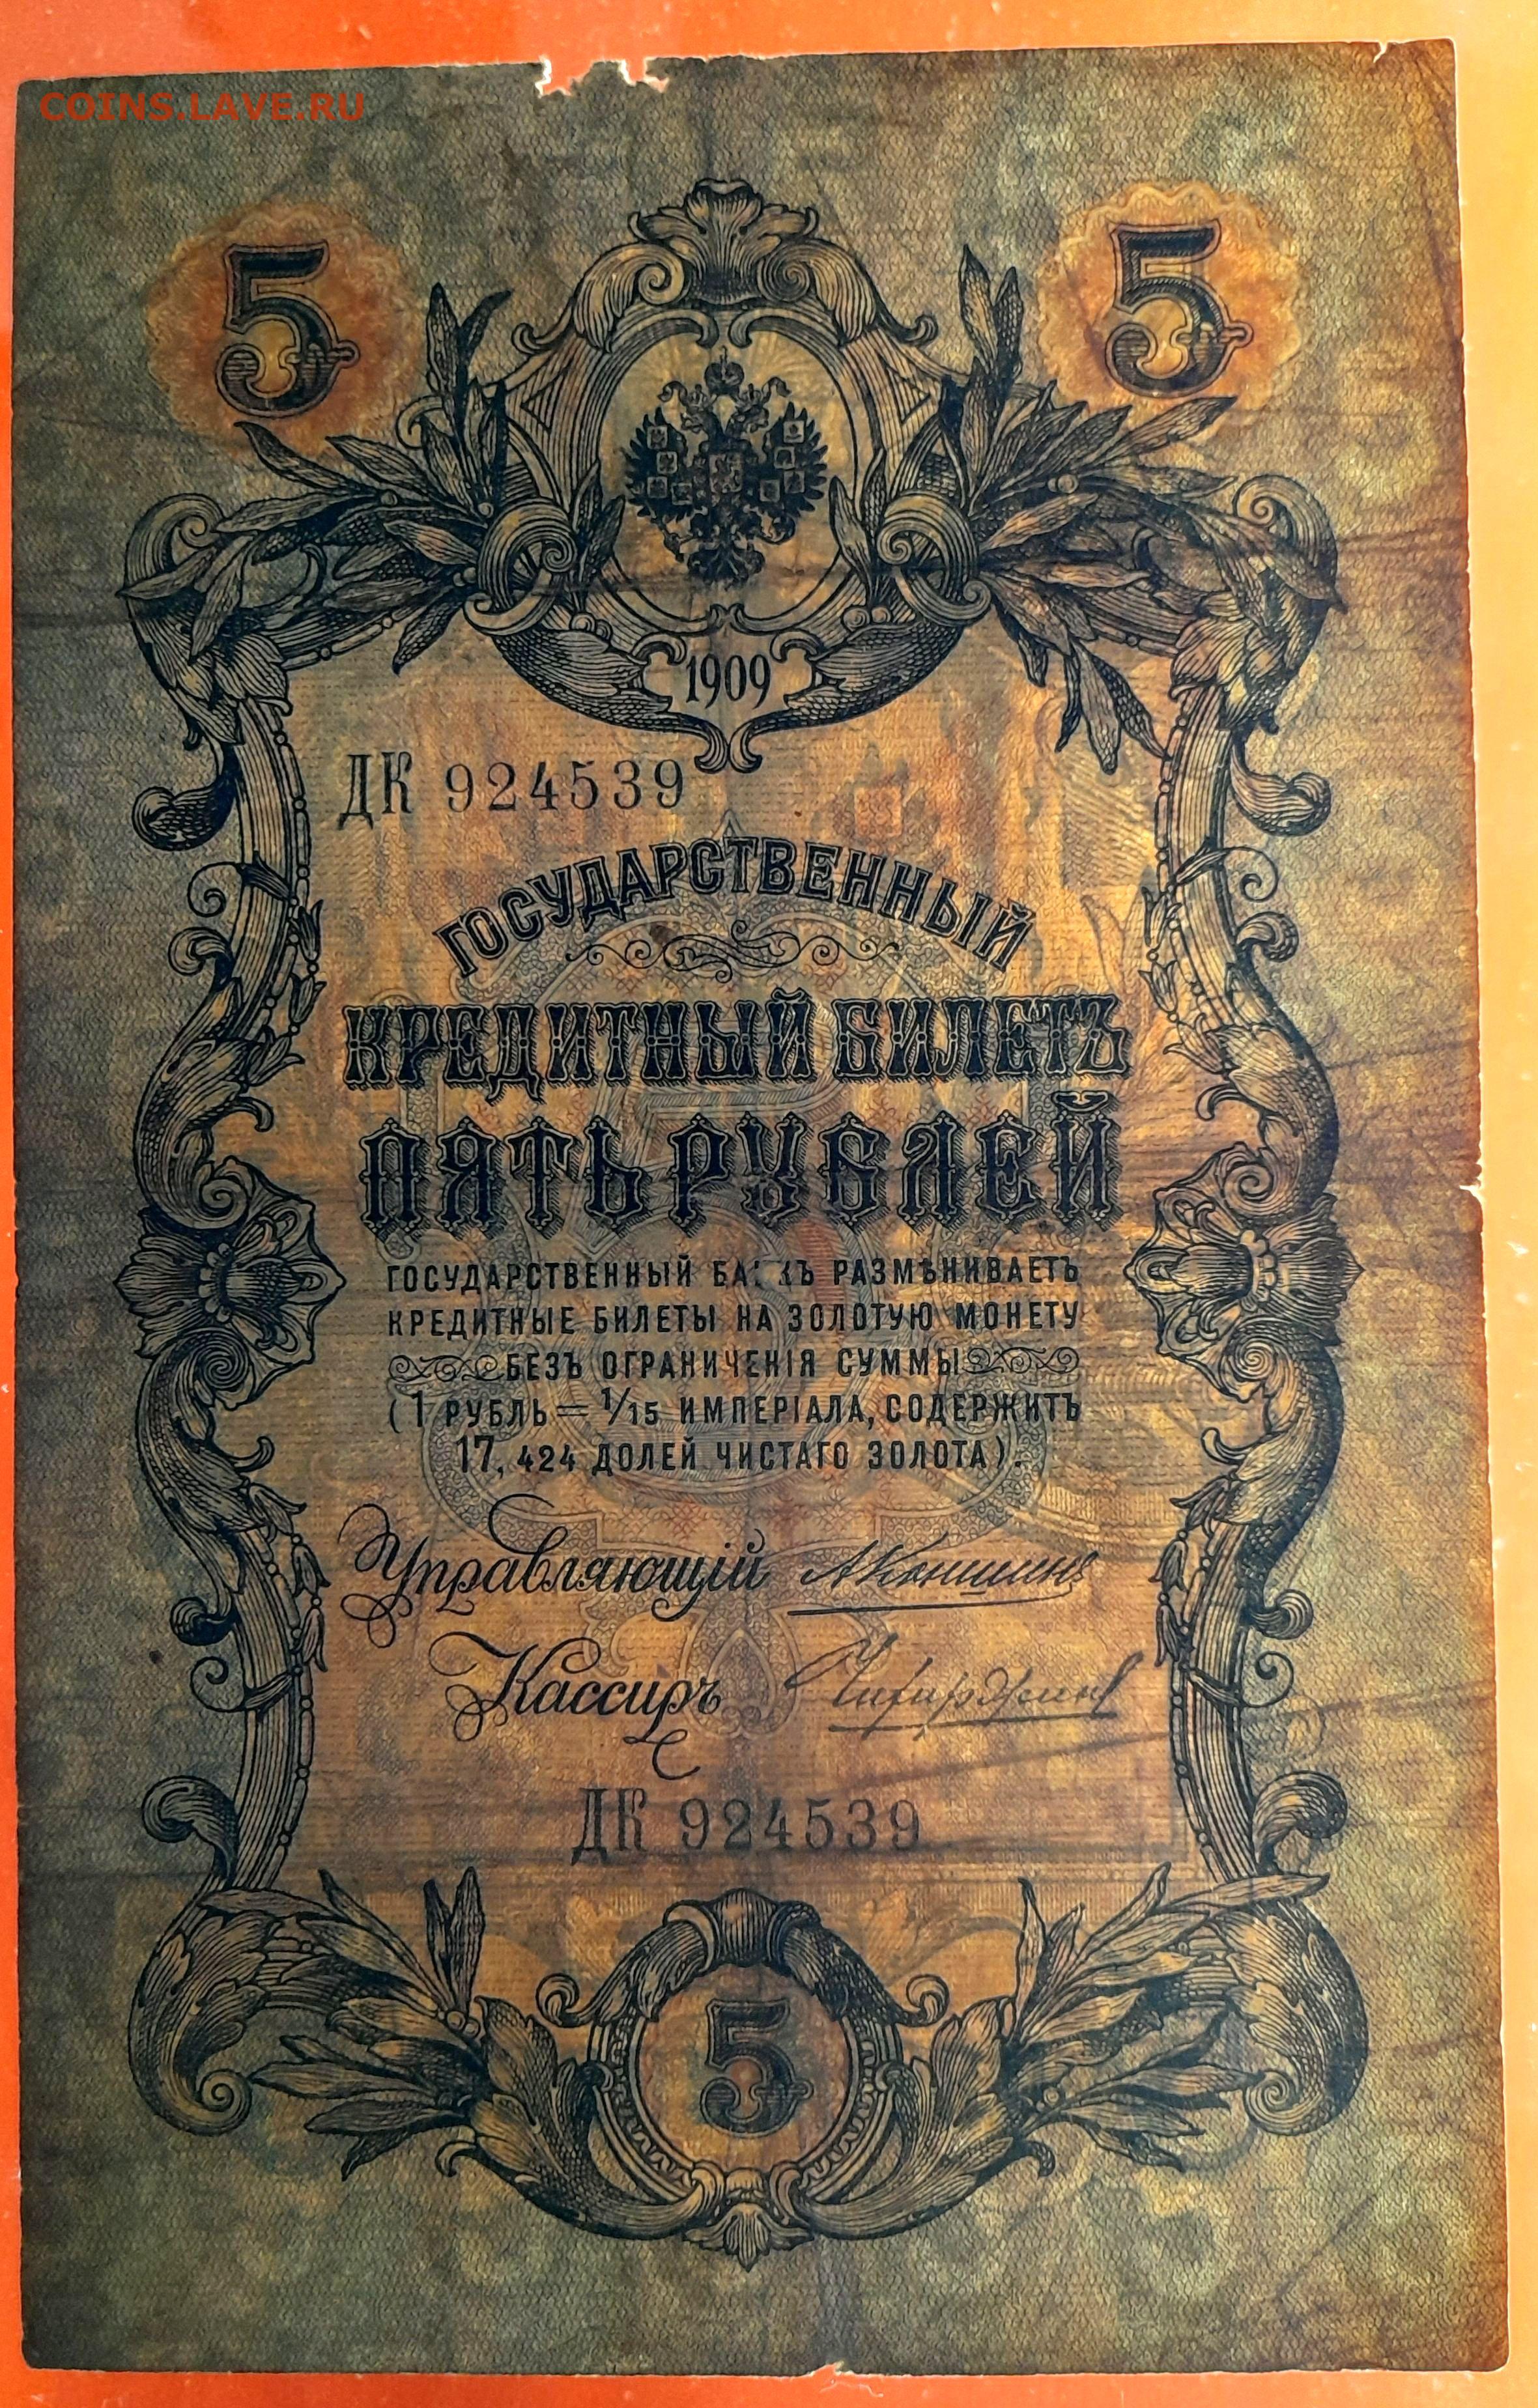 COINS.LAVE.RU
5 5
1909
ДК 924539
ГОСУДАРСТВЕННЫЙ
КРЕДИТНЫЙ БИЛЕТЪ
ПЯТЬ РУБЛЕЙ
ГОСУДАРСТВЕННЫЙ БАНКЪ РАЗМѢНИВАЕТЪ
КРЕДИТНЫЕ БИЛЕТЫ НА ЗОЛОТУЮ МОНЕТУ
БЕЗЪ ОГРАНИЧЕНІЯ СУММЫ
(1 РУБЛЬ = 1/15 ИМПЕРІАЛА, СОДЕРЖИТЪ
17, 424 ДОЛЕЙ ЧИСТАГО ЗОЛОТА).
Управляющій АКоншинъ
Кассиръ
ДК 924539
5